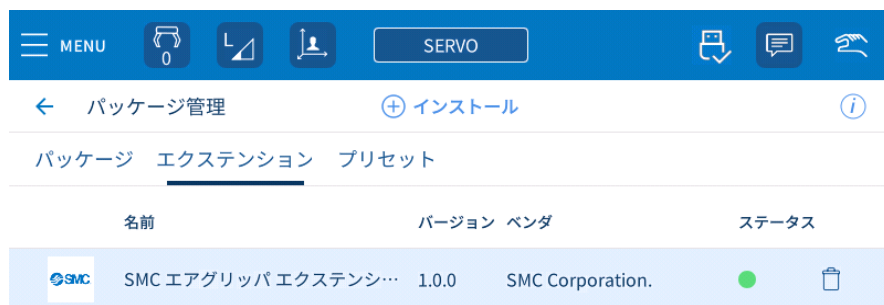 MENU 0 L SERVO
パッケージ管理 インストール i
パッケージ エクステンション プリセット
名前 バージョン ベンダ ステータス
SMC SMC エアグリッパ エクステンシ… 1.0.0 SMC Corporation.